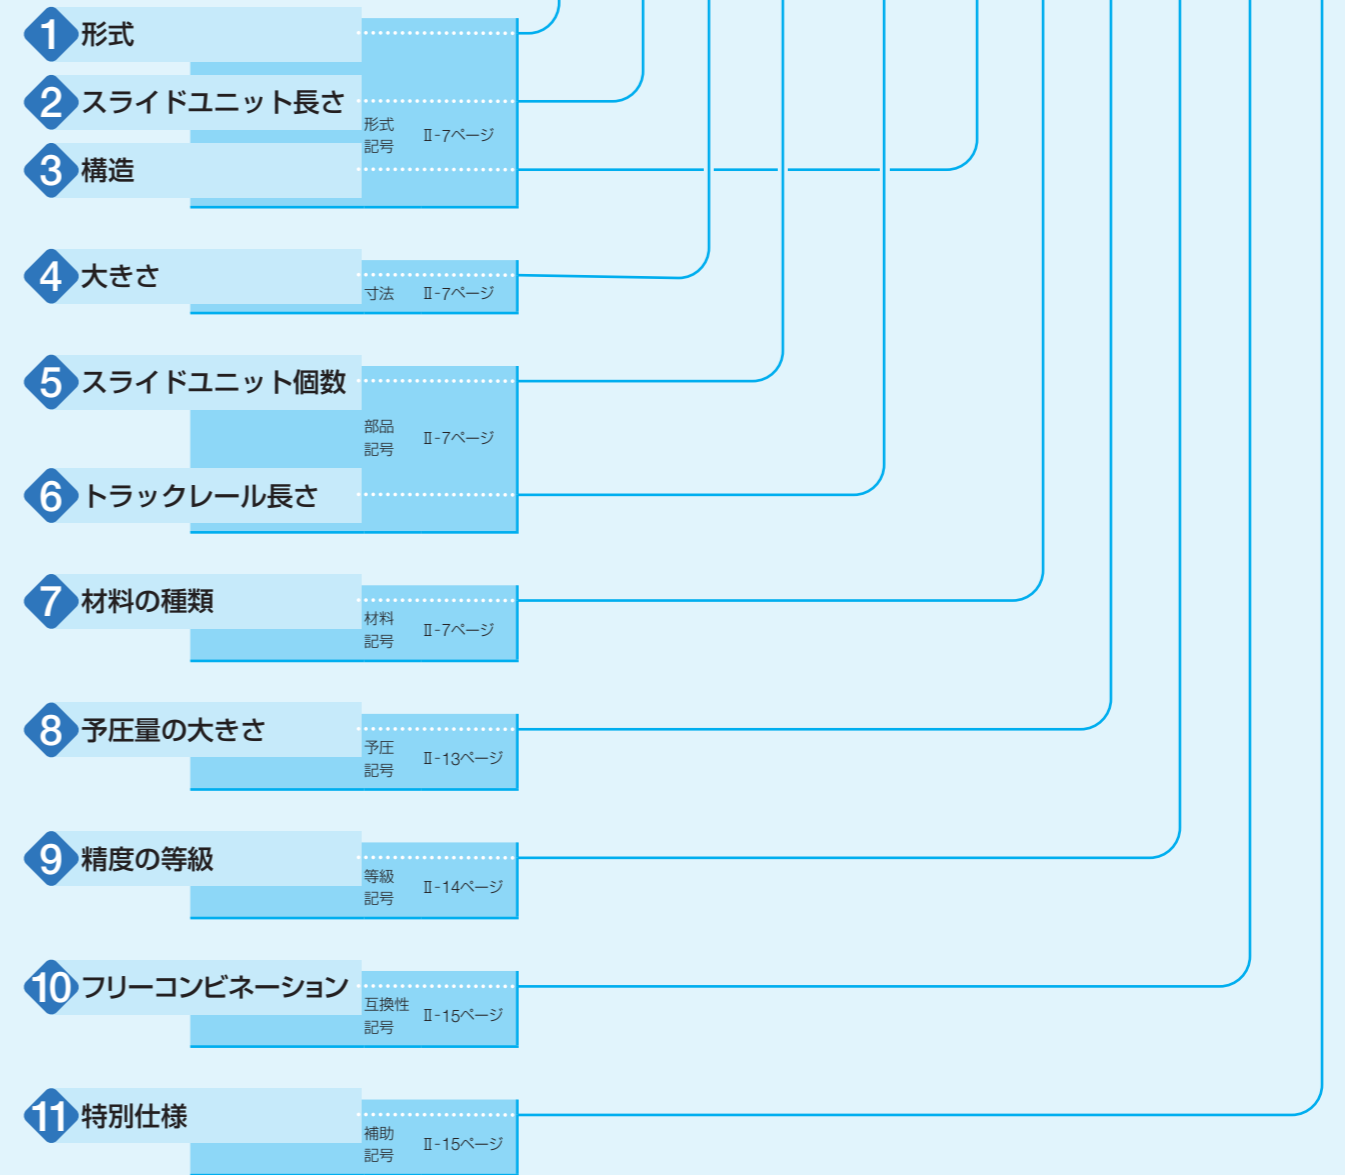 1 形式
2 スライドユニット長さ
形式
記号 Ⅱ-7ページ
3 構造
4 大きさ
寸法 Ⅱ-7ページ
5 スライドユニット個数
部品
記号 Ⅱ-7ページ
6 トラックレール長さ
7 材料の種類
材料
記号 Ⅱ-7ページ
8 予圧量の大きさ
予圧
記号 Ⅱ-13ページ
9 精度の等級
等級
記号 Ⅱ-14ページ
10 フリーコンビネーション
互換性
記号 Ⅱ-15ページ
11 特別仕様
補助
記号 Ⅱ-15ページ